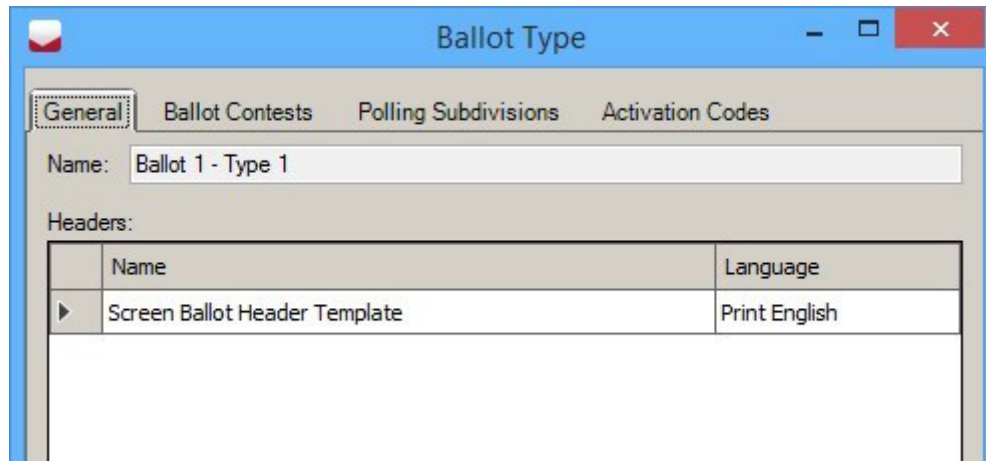 Ballot Type
General Ballot Contests Polling Subdivisions Activation Codes
Name: Ballot 1 - Type 1
Headers:
Name Language
Screen Ballot Header Template Print English